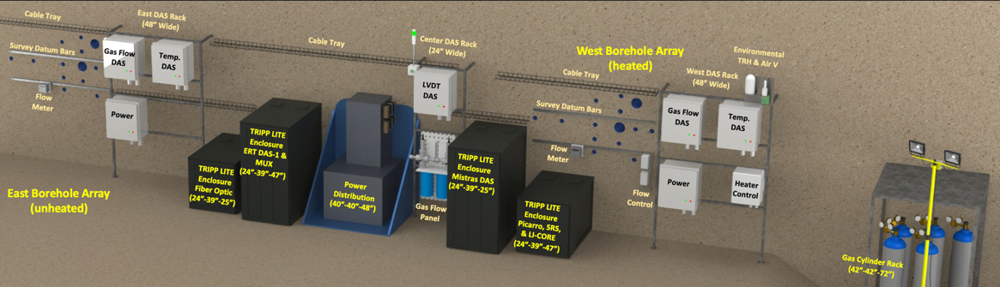 Cable Tray
East DAS Rack
(48” Wide)
Survey Datum Bars
Gas Flow
DAS
Temp.
DAS
Flow
Meter
Power
East Borehole Array
(unheated)
TRIPP LITE
Enclosure
Fiber Optic
(24”-39”-25”)
TRIPP LITE
Enclosure
ERT DAS-1 &
MUX
(24”-39”-47”)
Cable Tray
Power
Distribution
(40”-40”-48”)
Center DAS Rack
(24” Wide)
LVDT
DAS
Gas Flow
Panel
TRIPP LITE
Enclosure
Mistras DAS
(24”-39”-25”)
TRIPP LITE
Enclosure
Picarro, SRS,
& LI-CORE
(24”-39”-47”)
West Borehole Array
(heated)
Cable Tray
Survey Datum Bars
Flow
Meter
Flow
Control
West DAS Rack
(48” Wide)
Environmental
TRH & Air V
Gas Flow
DAS
Temp.
DAS
Power
Heater
Control
Gas Cylinder Rack
(42”-42”-72”)